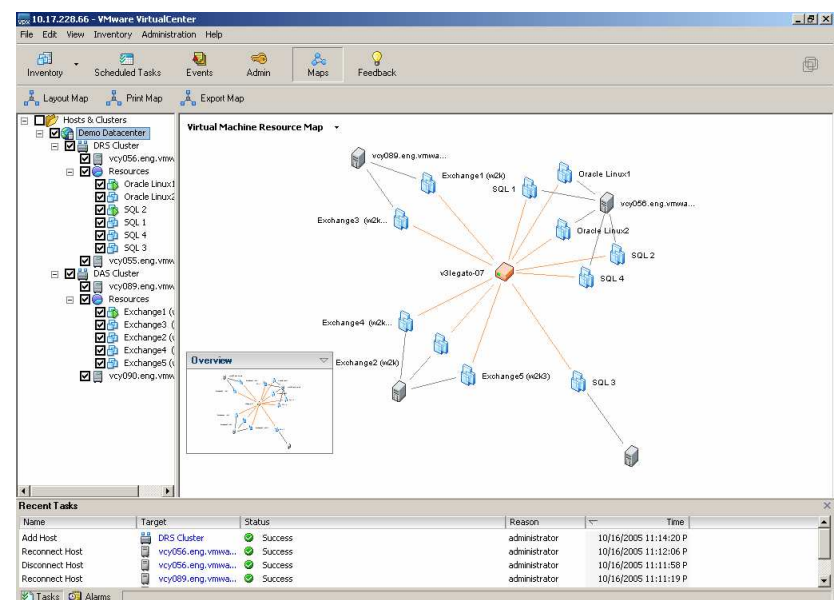 10.17.228.66 - VMware VirtualCenter
File Edit View Inventory Administration Help
Inventory Scheduled Tasks Events Admin Maps Feedback
Layout Map Print Map Export Map
Hosts & Clusters
Demo Datacenter
DRS Cluster
vcy056.eng.vmw
Resources
Oracle Linux1
Oracle Linux2
SQL 2
SQL 1
SQL 4
SQL 3
vcy055.eng.vmw
DAS Cluster
vcy089.eng.vmw
Resources
Exchange1 (
Exchange3 (
Exchange2 (
Exchange4 (
Exchange5 (
vcy090.eng.vmw
Virtual Machine Resource Map
vcy089.eng.vmwa...
Exchange1 (w2k)
SQL 1
Oracle Linux1
vcy056.eng.vmwa...
Exchange3 (w2k...
Oracle Linux2
SQL 2
v3legato-07
SQL 4
Exchange4 (w2k...
Exchange2 (w2k)
Exchange5 (w2k3)
SQL 3
Overview
Recent Tasks
Name Target Status Reason Time
Add Host DRS Cluster Success administrator 10/16/2005 11:14:20 P
Reconnect Host vcy056.eng.vmwa... Success administrator 10/16/2005 11:12:06 P
Disconnect Host vcy056.eng.vmwa... Success administrator 10/16/2005 11:11:58 P
Reconnect Host vcy089.eng.vmwa... Success administrator 10/16/2005 11:11:19 P
Tasks Alarms